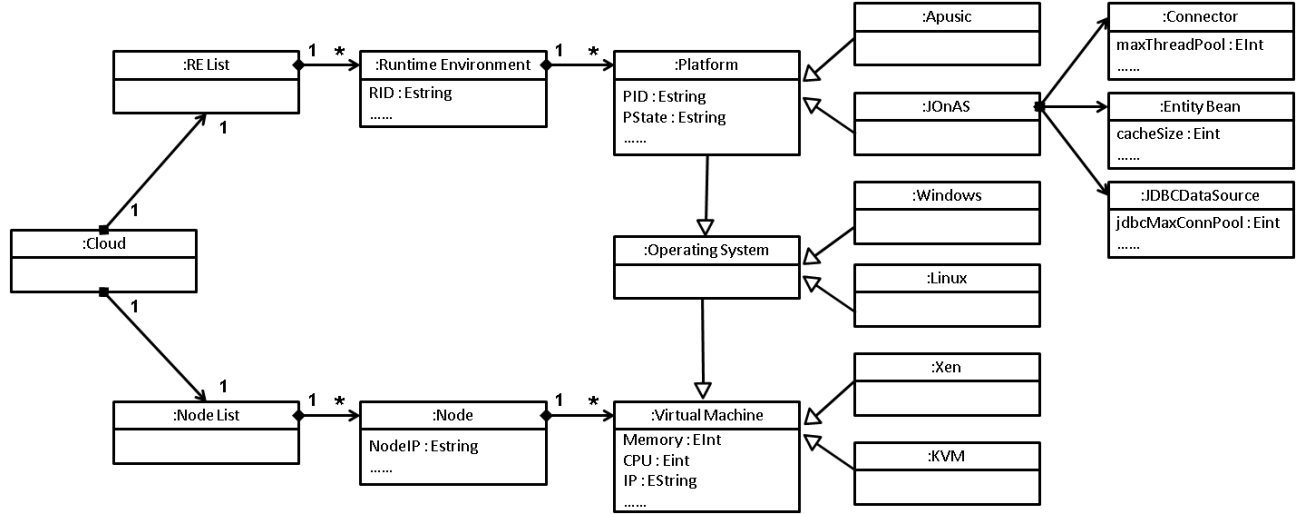 :RE List
1
*
:Runtime Environment
RID : Estring
......
1
*
:Platform
PID : Estring
PState : Estring
......
:Apusic
:JOnAS
:Connector
maxThreadPool : EInt
......
:Entity Bean
cacheSize : Eint
......
:JDBCDataSource
jdbcMaxConnPool : Eint
......
1
1
:Cloud
1
1
:Operating System
:Windows
:Linux
:Node List
1
*
:Node
NodeIP : Estring
......
1
*
:Virtual Machine
Memory : EInt
CPU : Eint
IP : EString
......
:Xen
:KVM